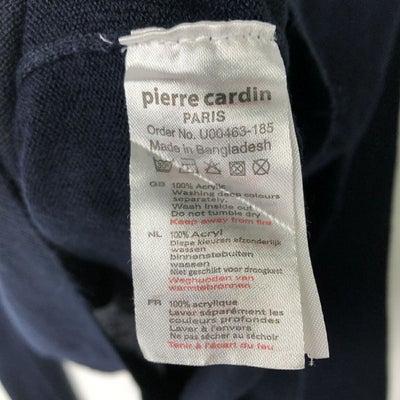 pierre cardin
PARIS
Order No. U00463-185
Made in Bangladesh
GB 100% Acrylic
Washing deep colours
separately.
Wash inside out
Do not tumble dry
Keep away from fire
NL 100% Acryl
Diepe kleuren afzonderlijk
wassen
binnenstebuiten
wassen
Niet geschikt voor droogkast
Weghouden van
warmtebronnen
FR 100% acrylique
Laver séparément les
couleurs profondes
Laver à l'envers
Ne pas sécher au séchoir
Tenir à l'écart du feu